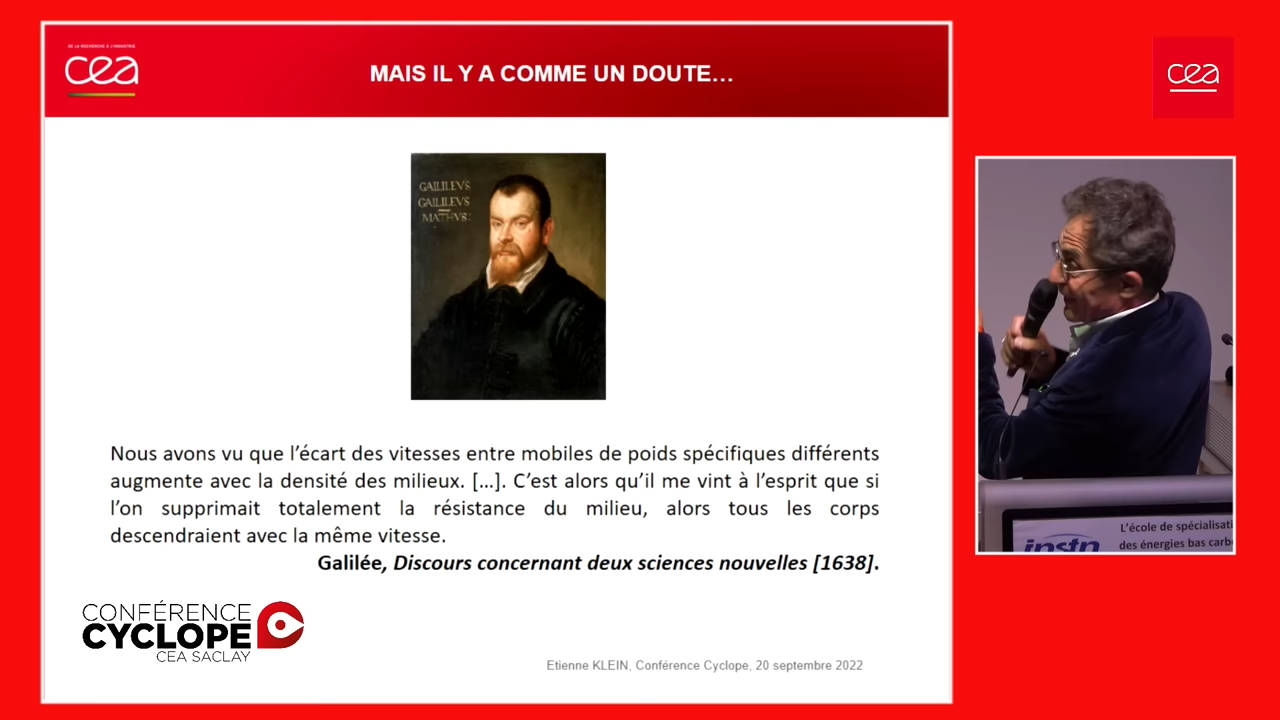 DE LA RECHERCHE À L'INDUSTRIE
cea
MAIS IL Y A COMME UN DOUTE…
GALILEVS
GALILEVS
MATHVS:
Nous avons vu que l'écart des vitesses entre mobiles de poids spécifiques différents
augmente avec la densité des milieux. […]. C'est alors qu'il me vint à l'esprit que si
l'on supprimait totalement la résistance du milieu, alors tous les corps
descendraient avec la même vitesse.
Galilée, Discours concernant deux sciences nouvelles [1638].
CONFÉRENCE
CYCLOPE
CEA SACLAY
Etienne KLEIN, Conférence Cyclope, 20 septembre 2022
cea
L'école de spécialisati
des énergies bas carb
instn